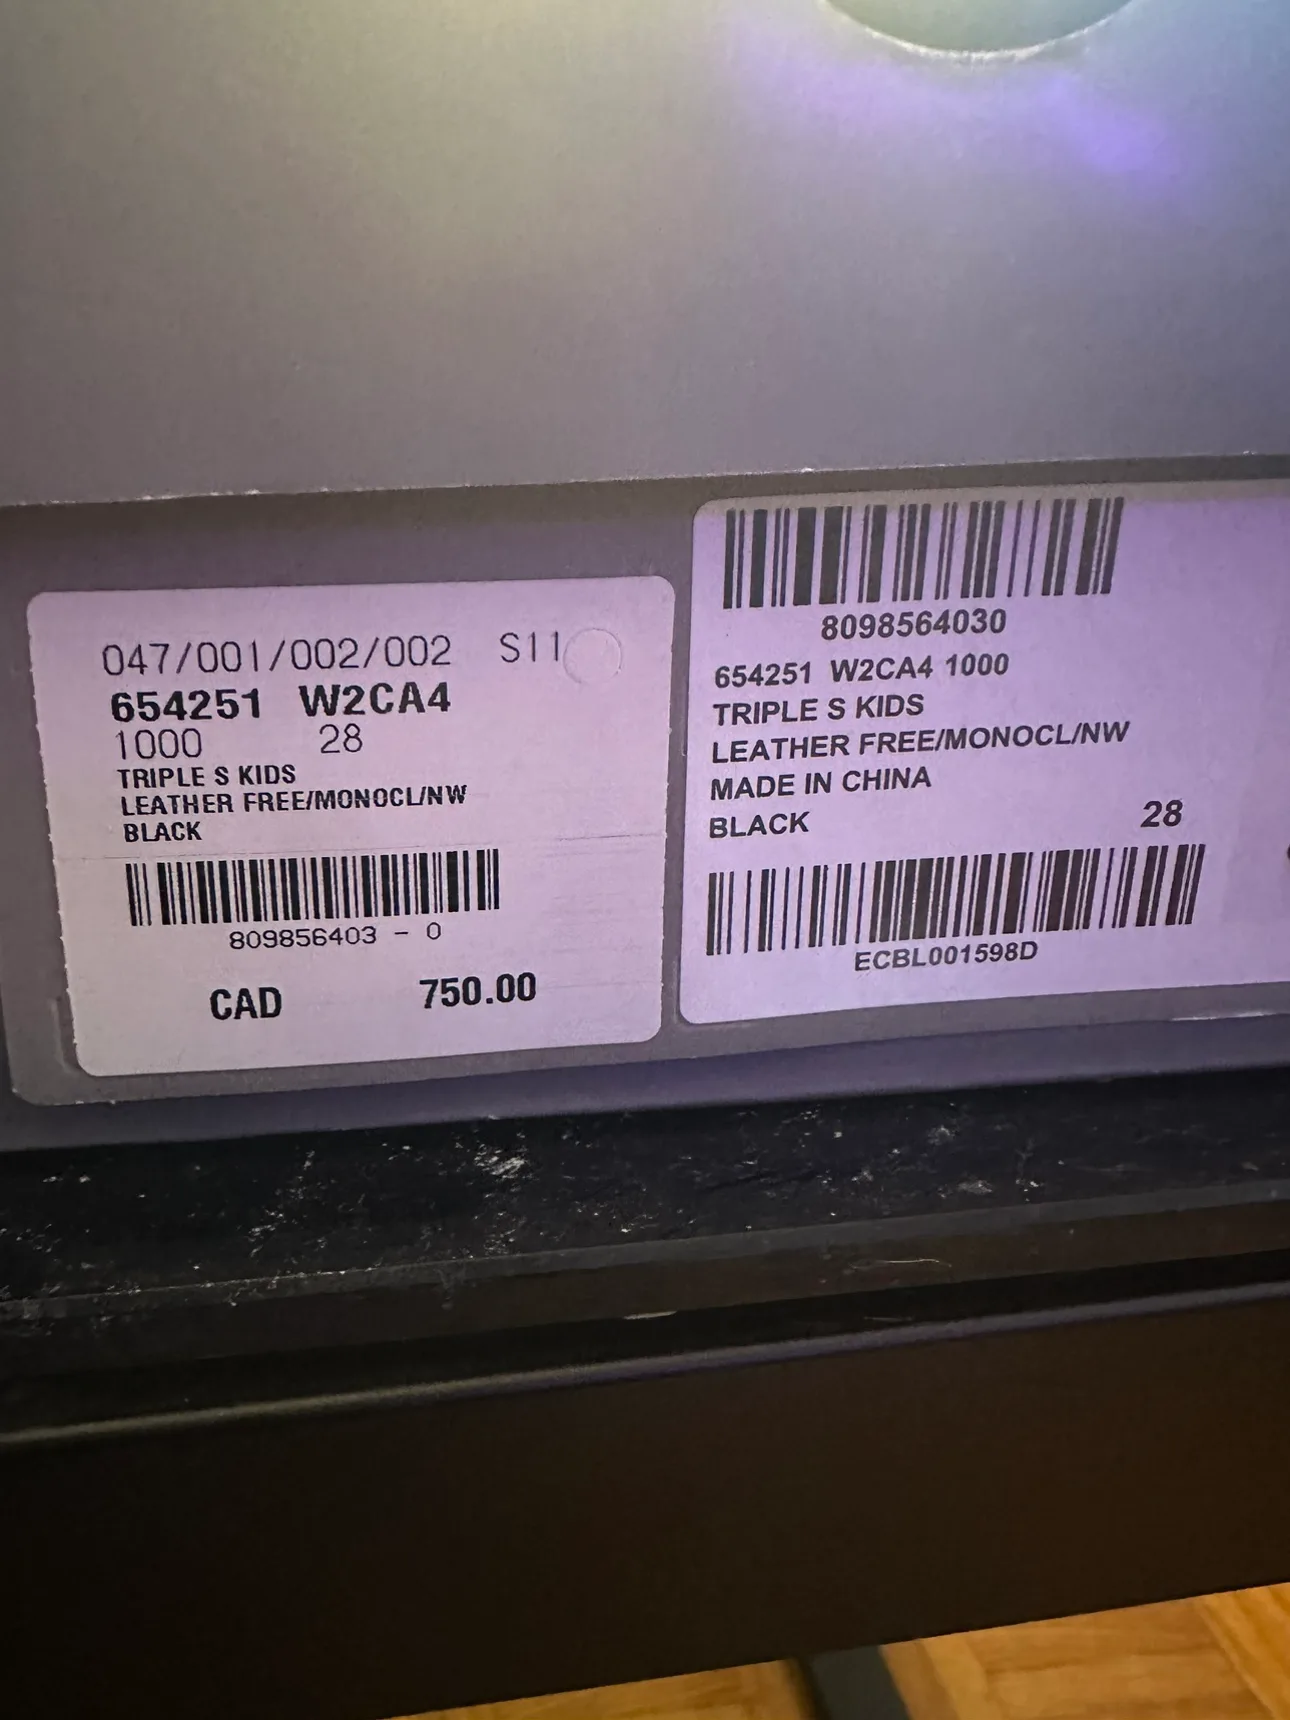 047/001/002/002 S11
654251 W2CA4
1000 28
TRIPLE S KIDS
LEATHER FREE/MONOCL/NW
BLACK
809856403 - 0
CAD 750.00
8098564030
654251 W2CA4 1000
TRIPLE S KIDS
LEATHER FREE/MONOCL/NW
MADE IN CHINA
BLACK 28
ECBL001598D